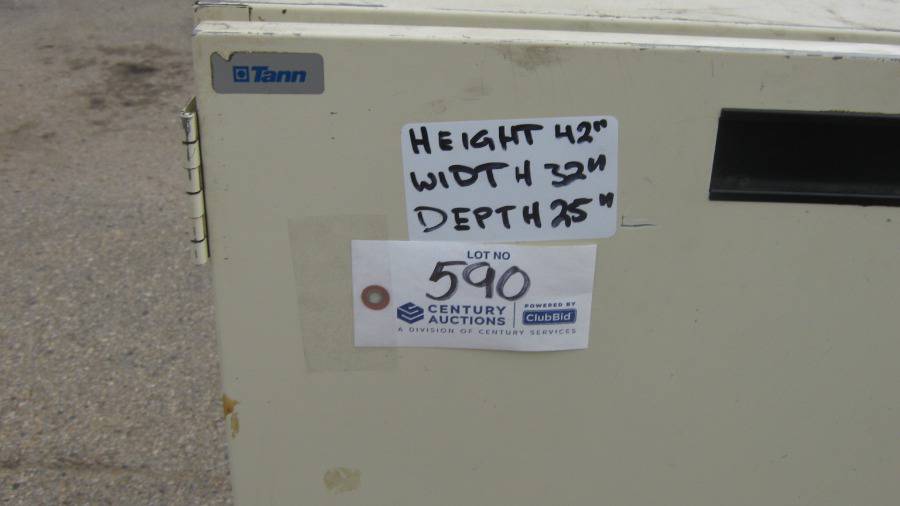 Tann
HEIGHT 42"
WIDTH 32"
DEPTH 25"
LOT NO
590
CENTURY
AUCTIONS
POWERED BY
ClubBid
A DIVISION OF CENTURY SERVICES